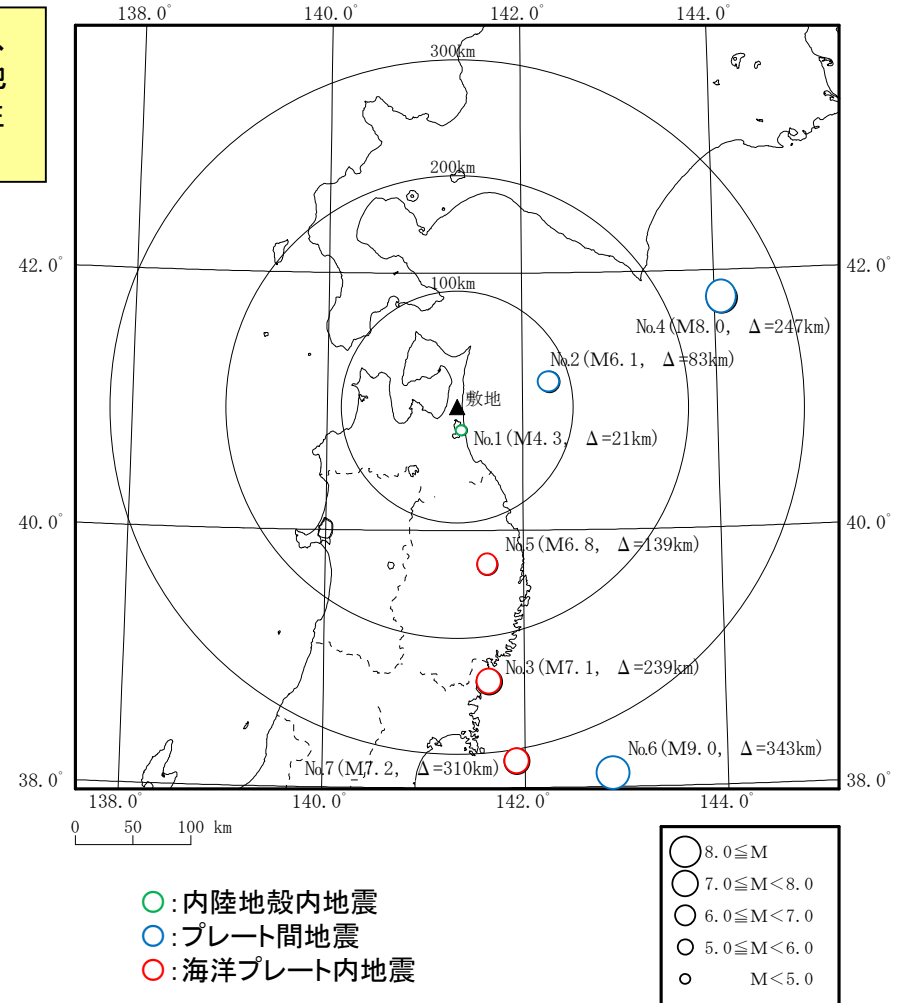 138.0° 140.0° 142.0° 144.0°
300km
200km
42.0° 42.0°
100km
No.4(M8.0, Δ=247km)
No.2(M6.1, Δ=83km)
敷地
No.1(M4.3, Δ=21km)
40.0° 40.0°
No.5(M6.8, Δ=139km)
No.3(M7.1, Δ=239km)
No.6(M9.0, Δ=343km)
No.7(M7.2, Δ=310km)
38.0° 38.0°
138.0° 140.0° 142.0° 144.0°
0 50 100 km
8.0≦M
7.0≦M<8.0
6.0≦M<7.0
5.0≦M<6.0
M<5.0
○:内陸地殻内地震
○:プレート間地震
○:海洋プレート内地震